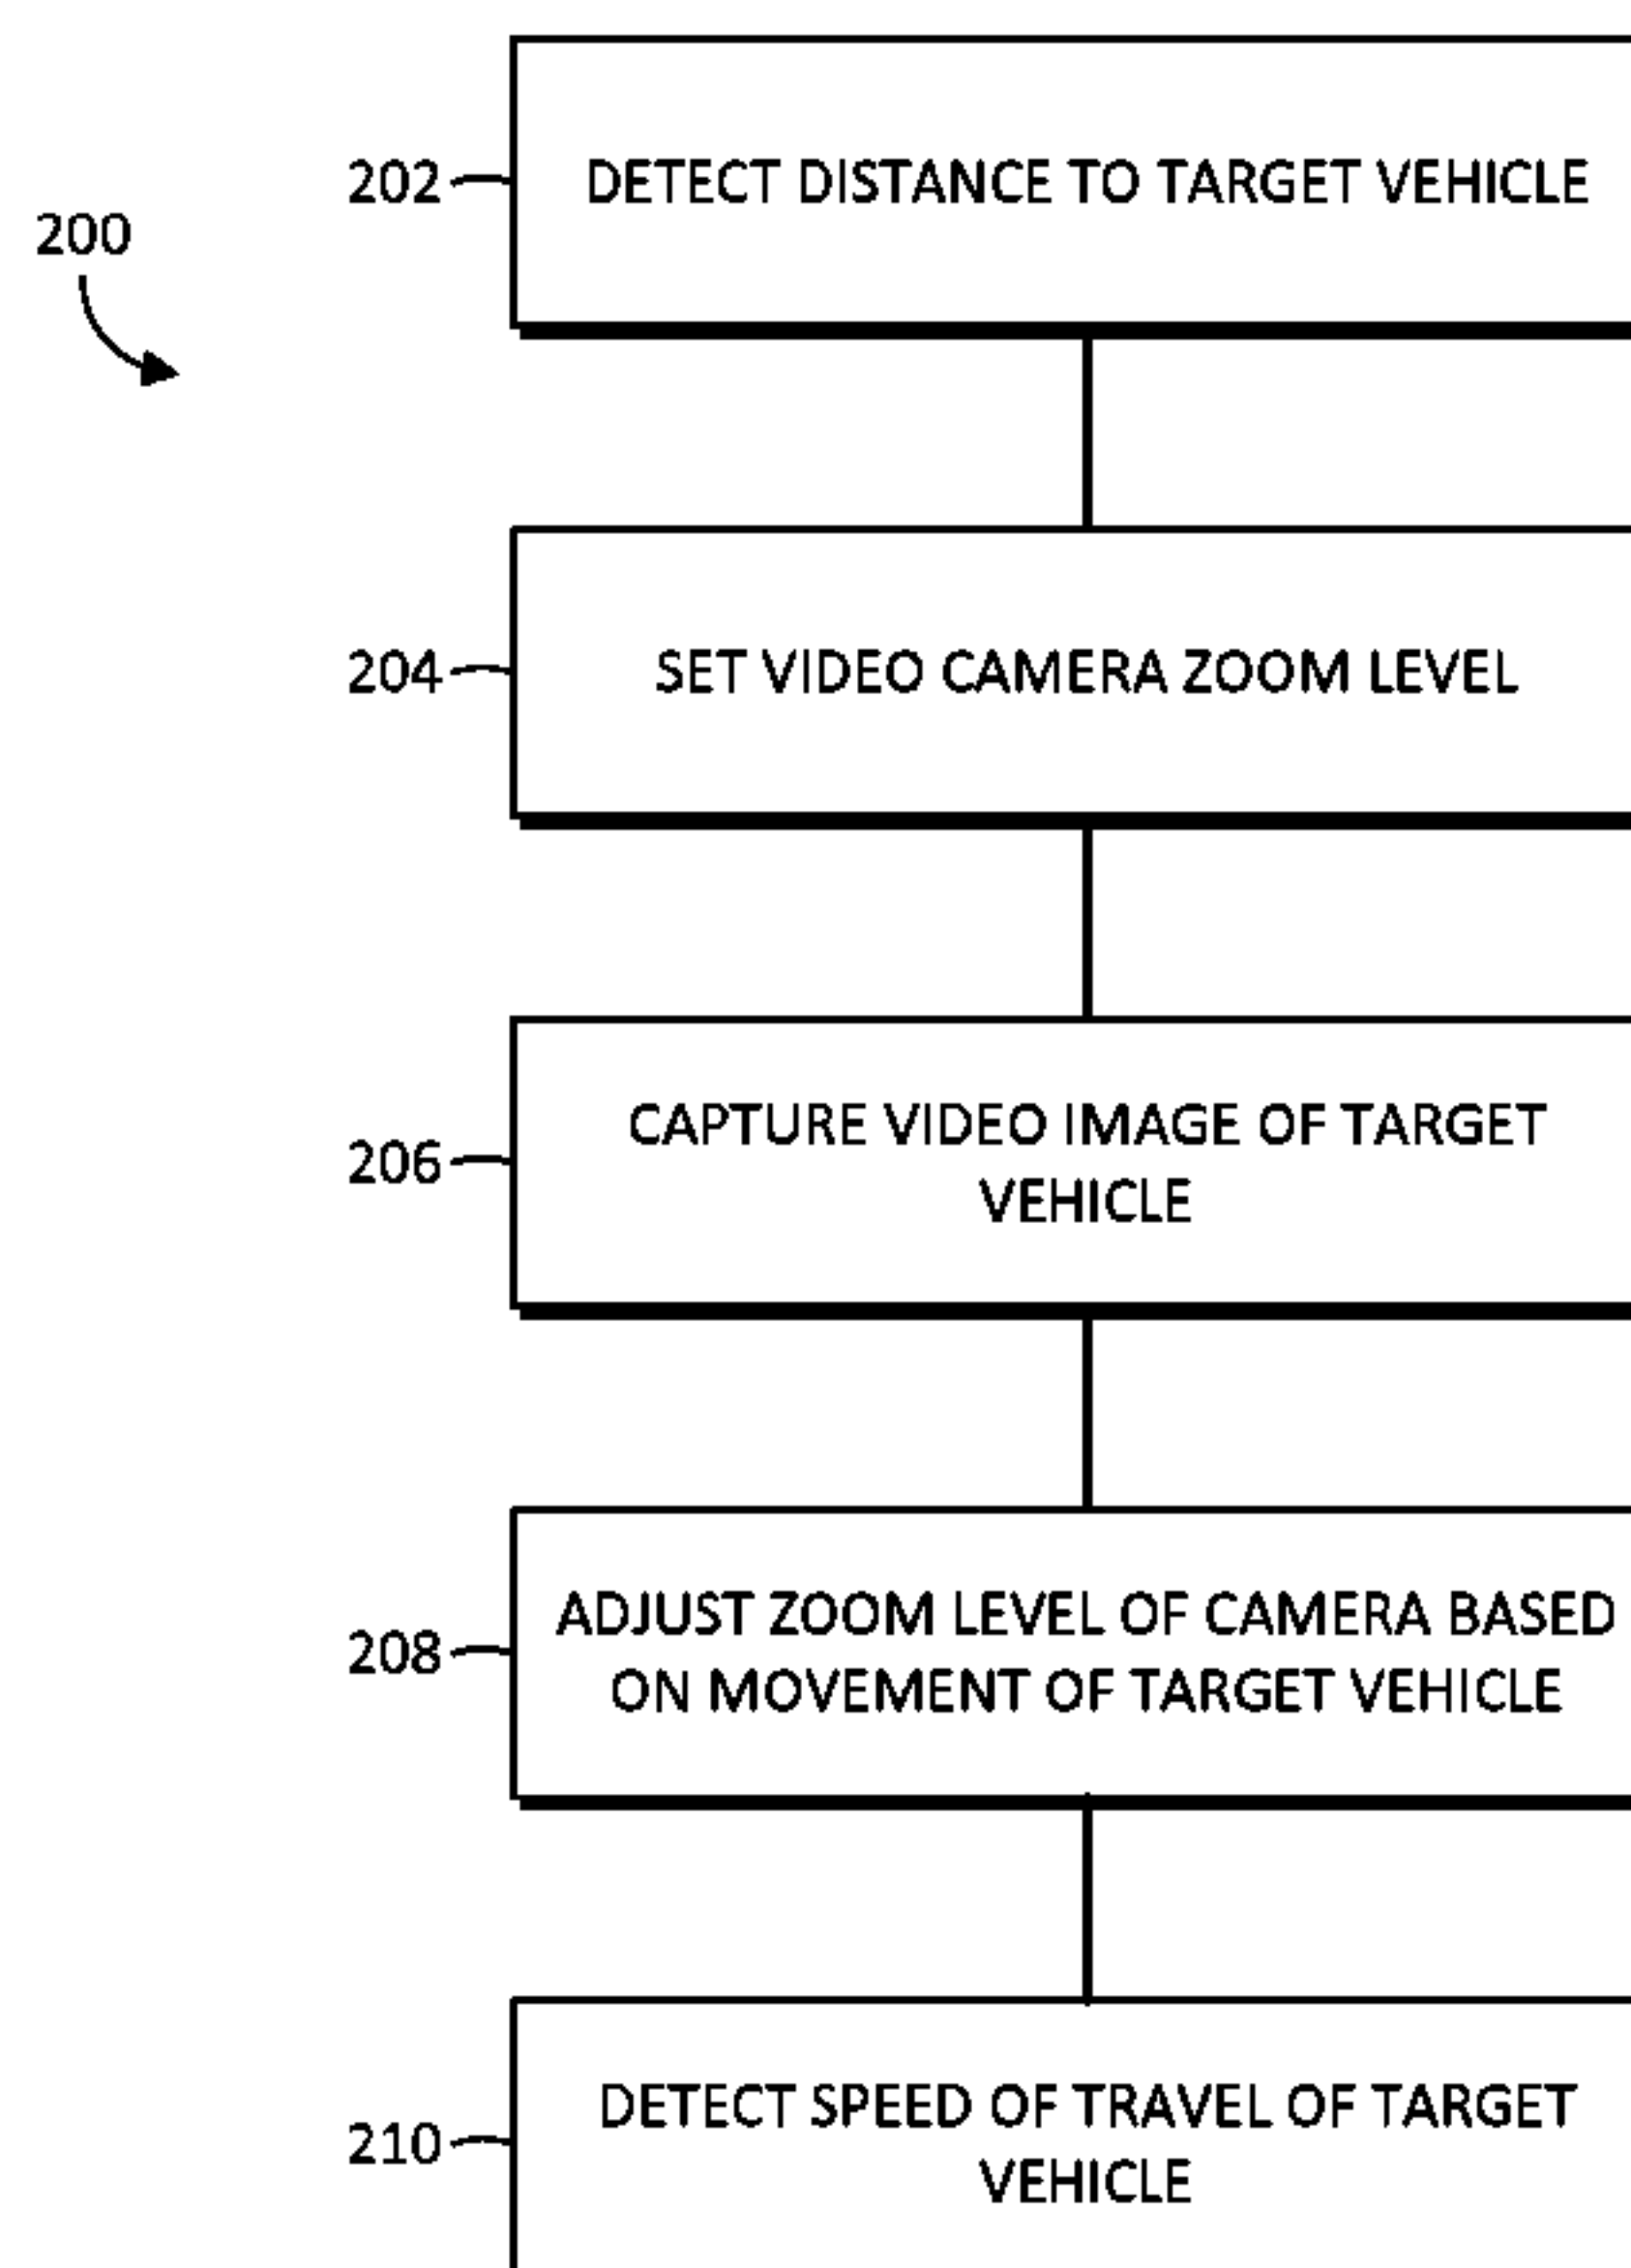 200
202
DETECT DISTANCE TO TARGET VEHICLE
204
SET VIDEO CAMERA ZOOM LEVEL
206
CAPTURE VIDEO IMAGE OF TARGET
VEHICLE
208
ADJUST ZOOM LEVEL OF CAMERA BASED
ON MOVEMENT OF TARGET VEHICLE
210
DETECT SPEED OF TRAVEL OF TARGET
VEHICLE